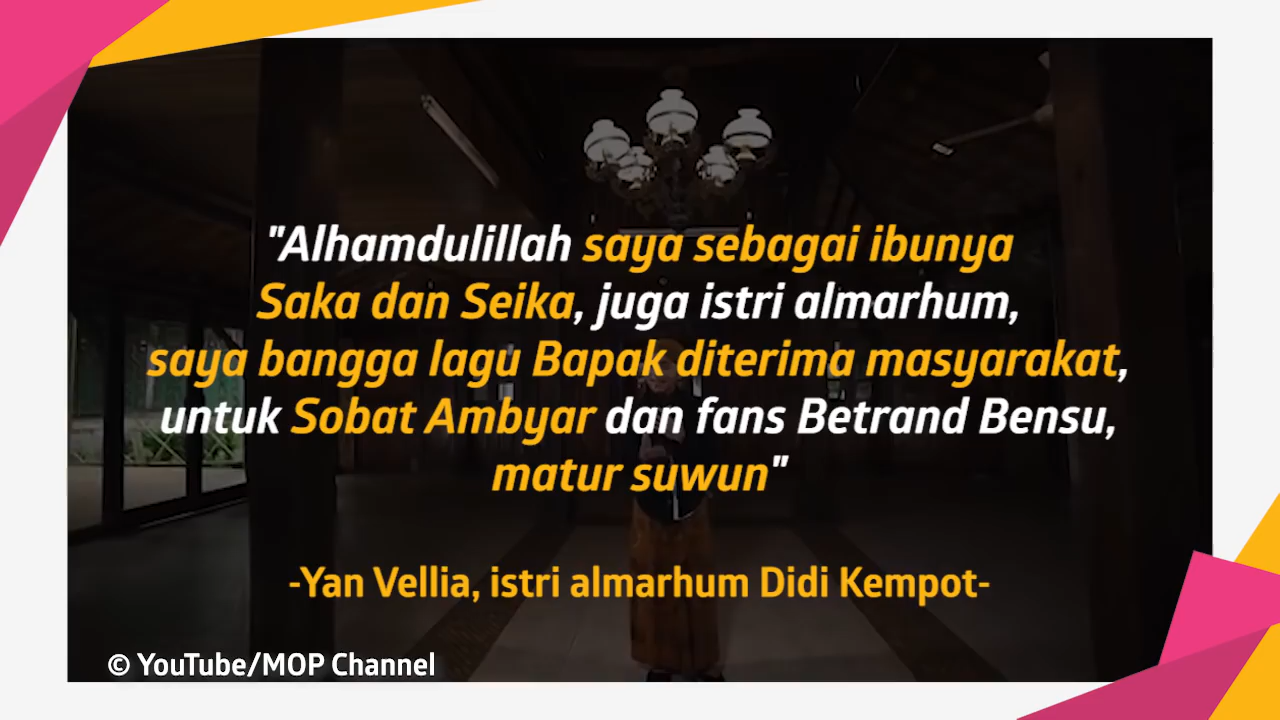 "Alhamdulillah saya sebagai ibunya
Saka dan Seika, juga istri almarhum,
saya bangga lagu Bapak diterima masyarakat,
untuk Sobat Ambyar dan fans Betrand Bensu,
matur suwun"
-Yan Vellia, istri almarhum Didi Kempot-
© YouTube/MOP Channel